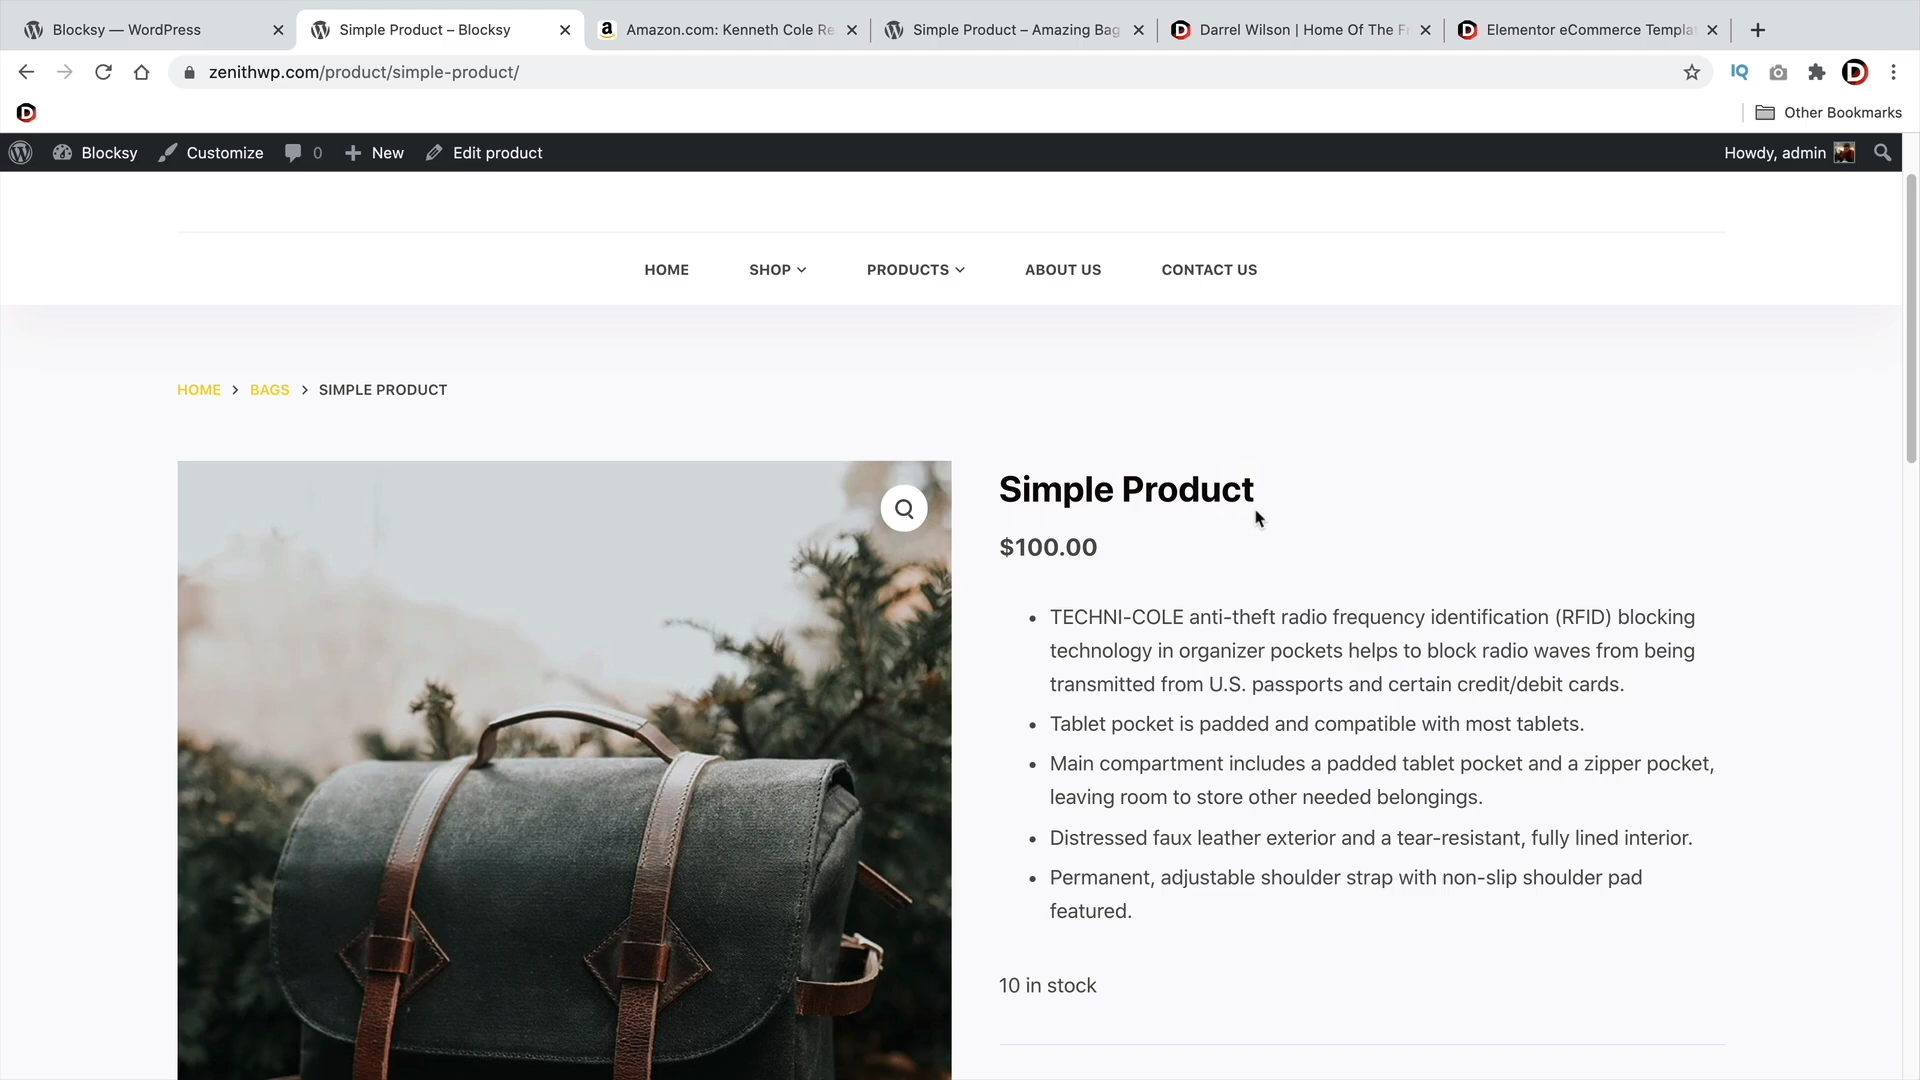 Blocksy — WordPress
Simple Product – Blocksy
Amazon.com: Kenneth Cole Re
Simple Product – Amazing Bag
Darrel Wilson | Home Of The F
Elementor eCommerce Templat
zenithwp.com/product/simple-product/
IQ
Other Bookmarks
Blocksy
Customize
0
New
Edit product
Howdy, admin
HOME
SHOP
PRODUCTS
ABOUT US
CONTACT US
HOME > BAGS > SIMPLE PRODUCT
Simple Product
$100.00
• TECHNI-COLE anti-theft radio frequency identification (RFID) blocking
technology in organizer pockets helps to block radio waves from being
transmitted from U.S. passports and certain credit/debit cards.
• Tablet pocket is padded and compatible with most tablets.
• Main compartment includes a padded tablet pocket and a zipper pocket,
leaving room to store other needed belongings.
• Distressed faux leather exterior and a tear-resistant, fully lined interior.
• Permanent, adjustable shoulder strap with non-slip shoulder pad
featured.
10 in stock